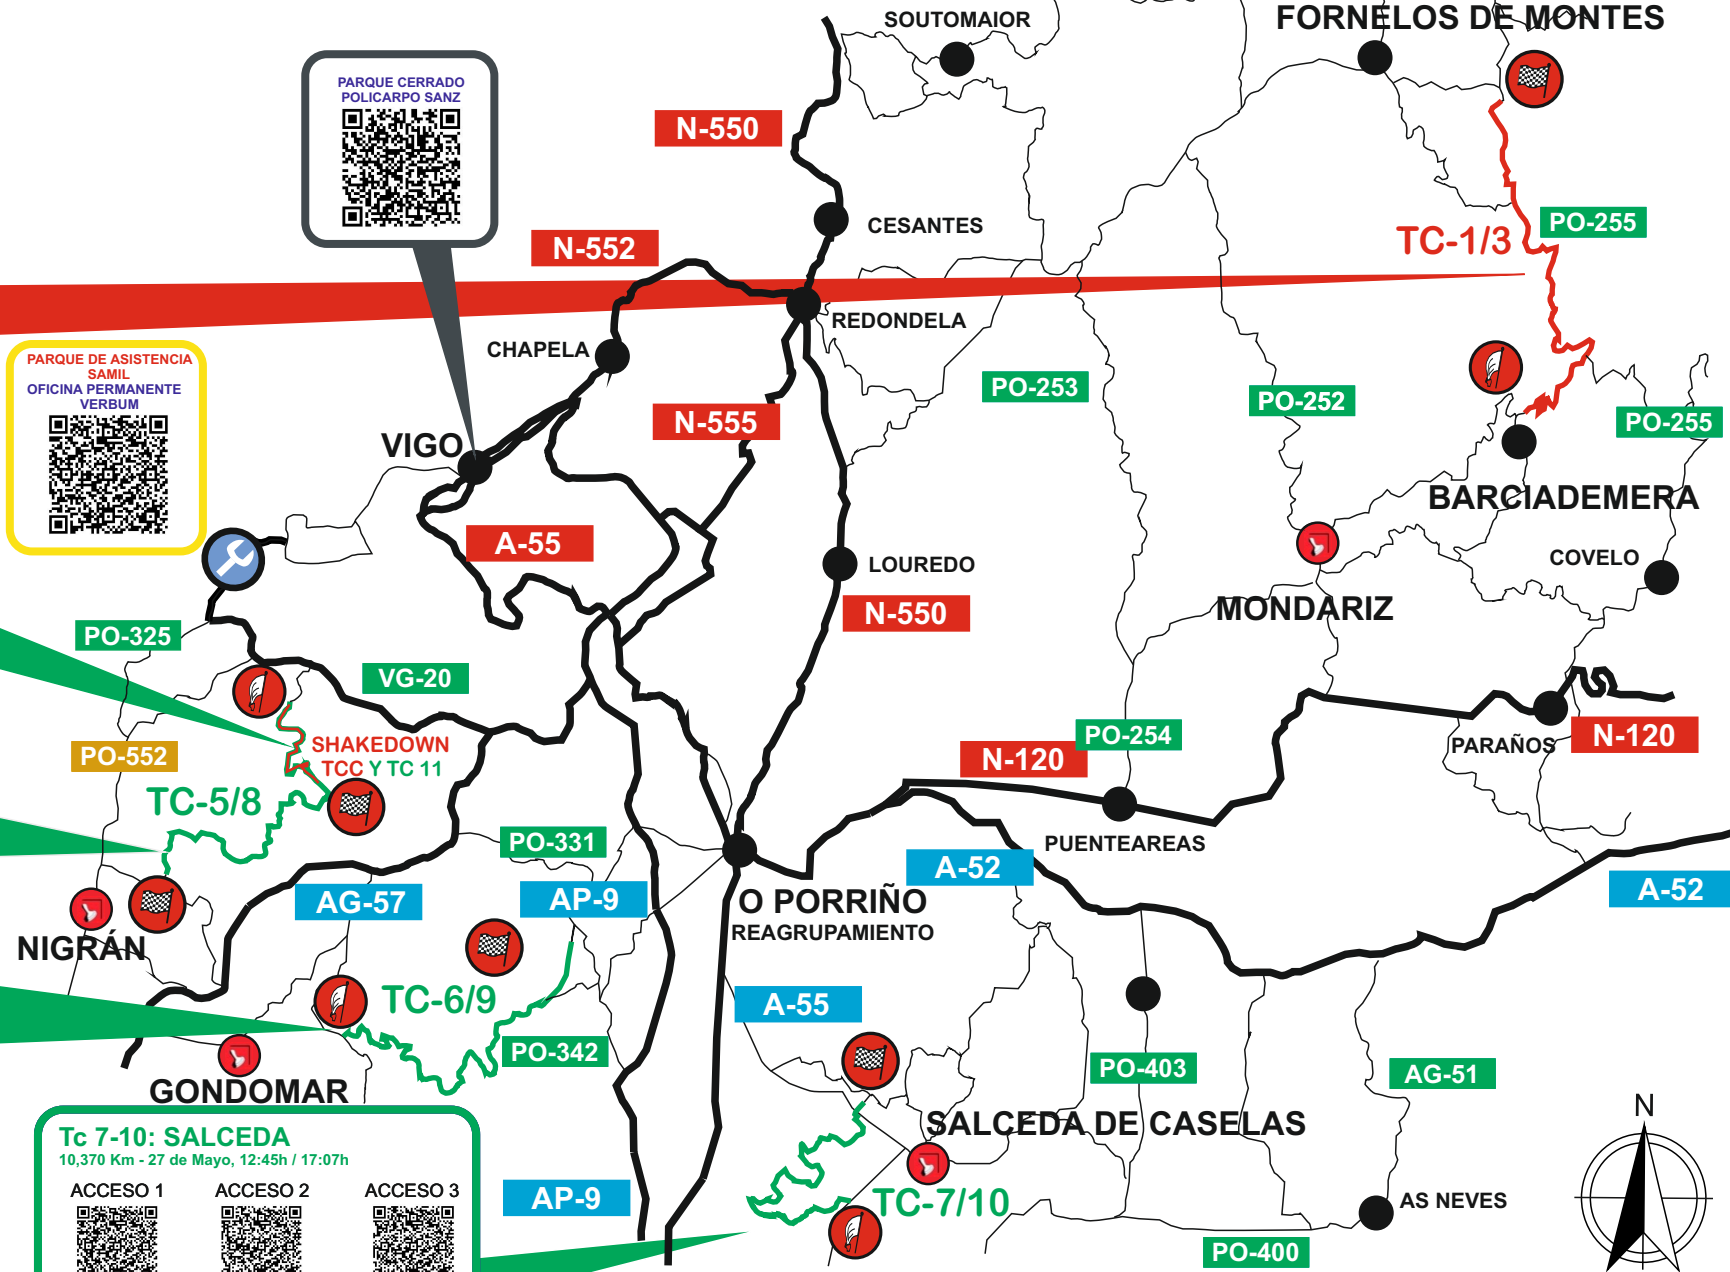 SOUTOMAIOR
FORNELOS DE MONTES
PARQUE CERRADO
POLICARPO SANZ
N-550
CESANTES
PO-255
TC-1/3
N-552
REDONDELA
CHAPELA
PARQUE DE ASISTENCIA
SAMIL
OFICINA PERMANENTE
VERBUM
PO-253
PO-252
N-555
PO-255
VIGO
BARCIADEMERA
A-55
COVELO
LOUREDO
N-550
MONDARIZ
PO-325
VG-20
PO-254
N-120
PARAÑOS
N-120
SHAKEDOWN
TCC Y TC 11
PO-552
TC-5/8
PUENTEAREAS
PO-331
A-52
A-52
AG-57
AP-9
O PORRIÑO
REAGRUPAMIENTO
NIGRÁN
TC-6/9
A-55
PO-342
PO-403
AG-51
GONDOMAR
N
SALCEDA DE CASELAS
Tc 7-10: SALCEDA
10,370 Km - 27 de Mayo, 12:45h / 17:07h
ACCESO 1
ACCESO 2
ACCESO 3
AP-9
TC-7/10
AS NEVES
PO-400